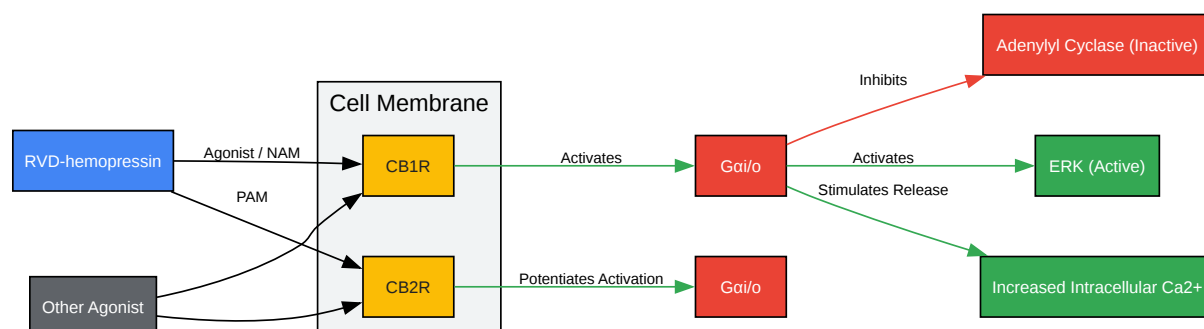 Adenylyl Cyclase (Inactive)
Inhibits
Cell Membrane
RVD-hemopressin
Agonist / NAM
CB1R
Activates
Gαi/o
Activates
ERK (Active)
PAM
Stimulates Release
Other Agonist
CB2R
Potentiates Activation
Gαi/o
Increased Intracellular Ca2+